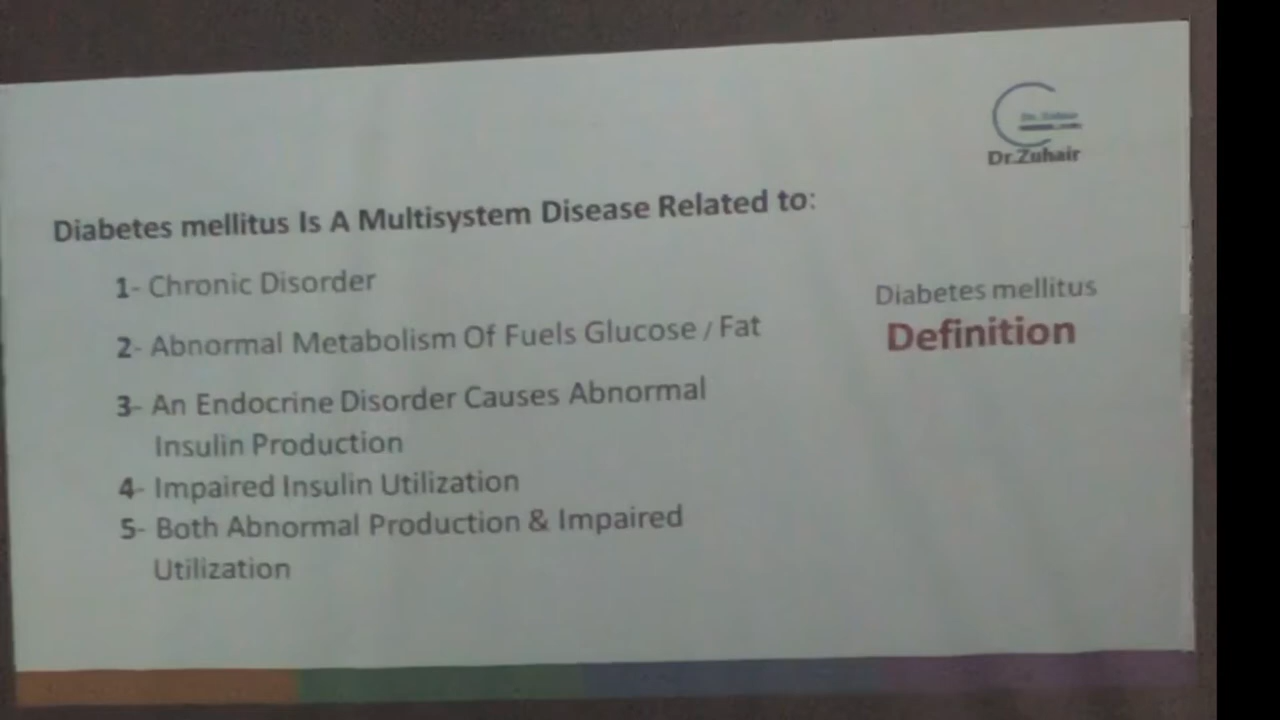 Dr.Zuhair
Diabetes mellitus Is A Multisystem Disease Related to:
1- Chronic Disorder
2- Abnormal Metabolism Of Fuels Glucose / Fat
3- An Endocrine Disorder Causes Abnormal
Insulin Production
4- Impaired Insulin Utilization
5- Both Abnormal Production & Impaired
Utilization
Diabetes mellitus
Definition